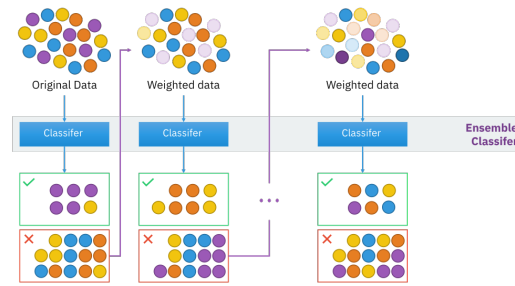 Original Data
Weighted data
Weighted data
Classifer
Classifer
Classifer
Ensemble
Classifer